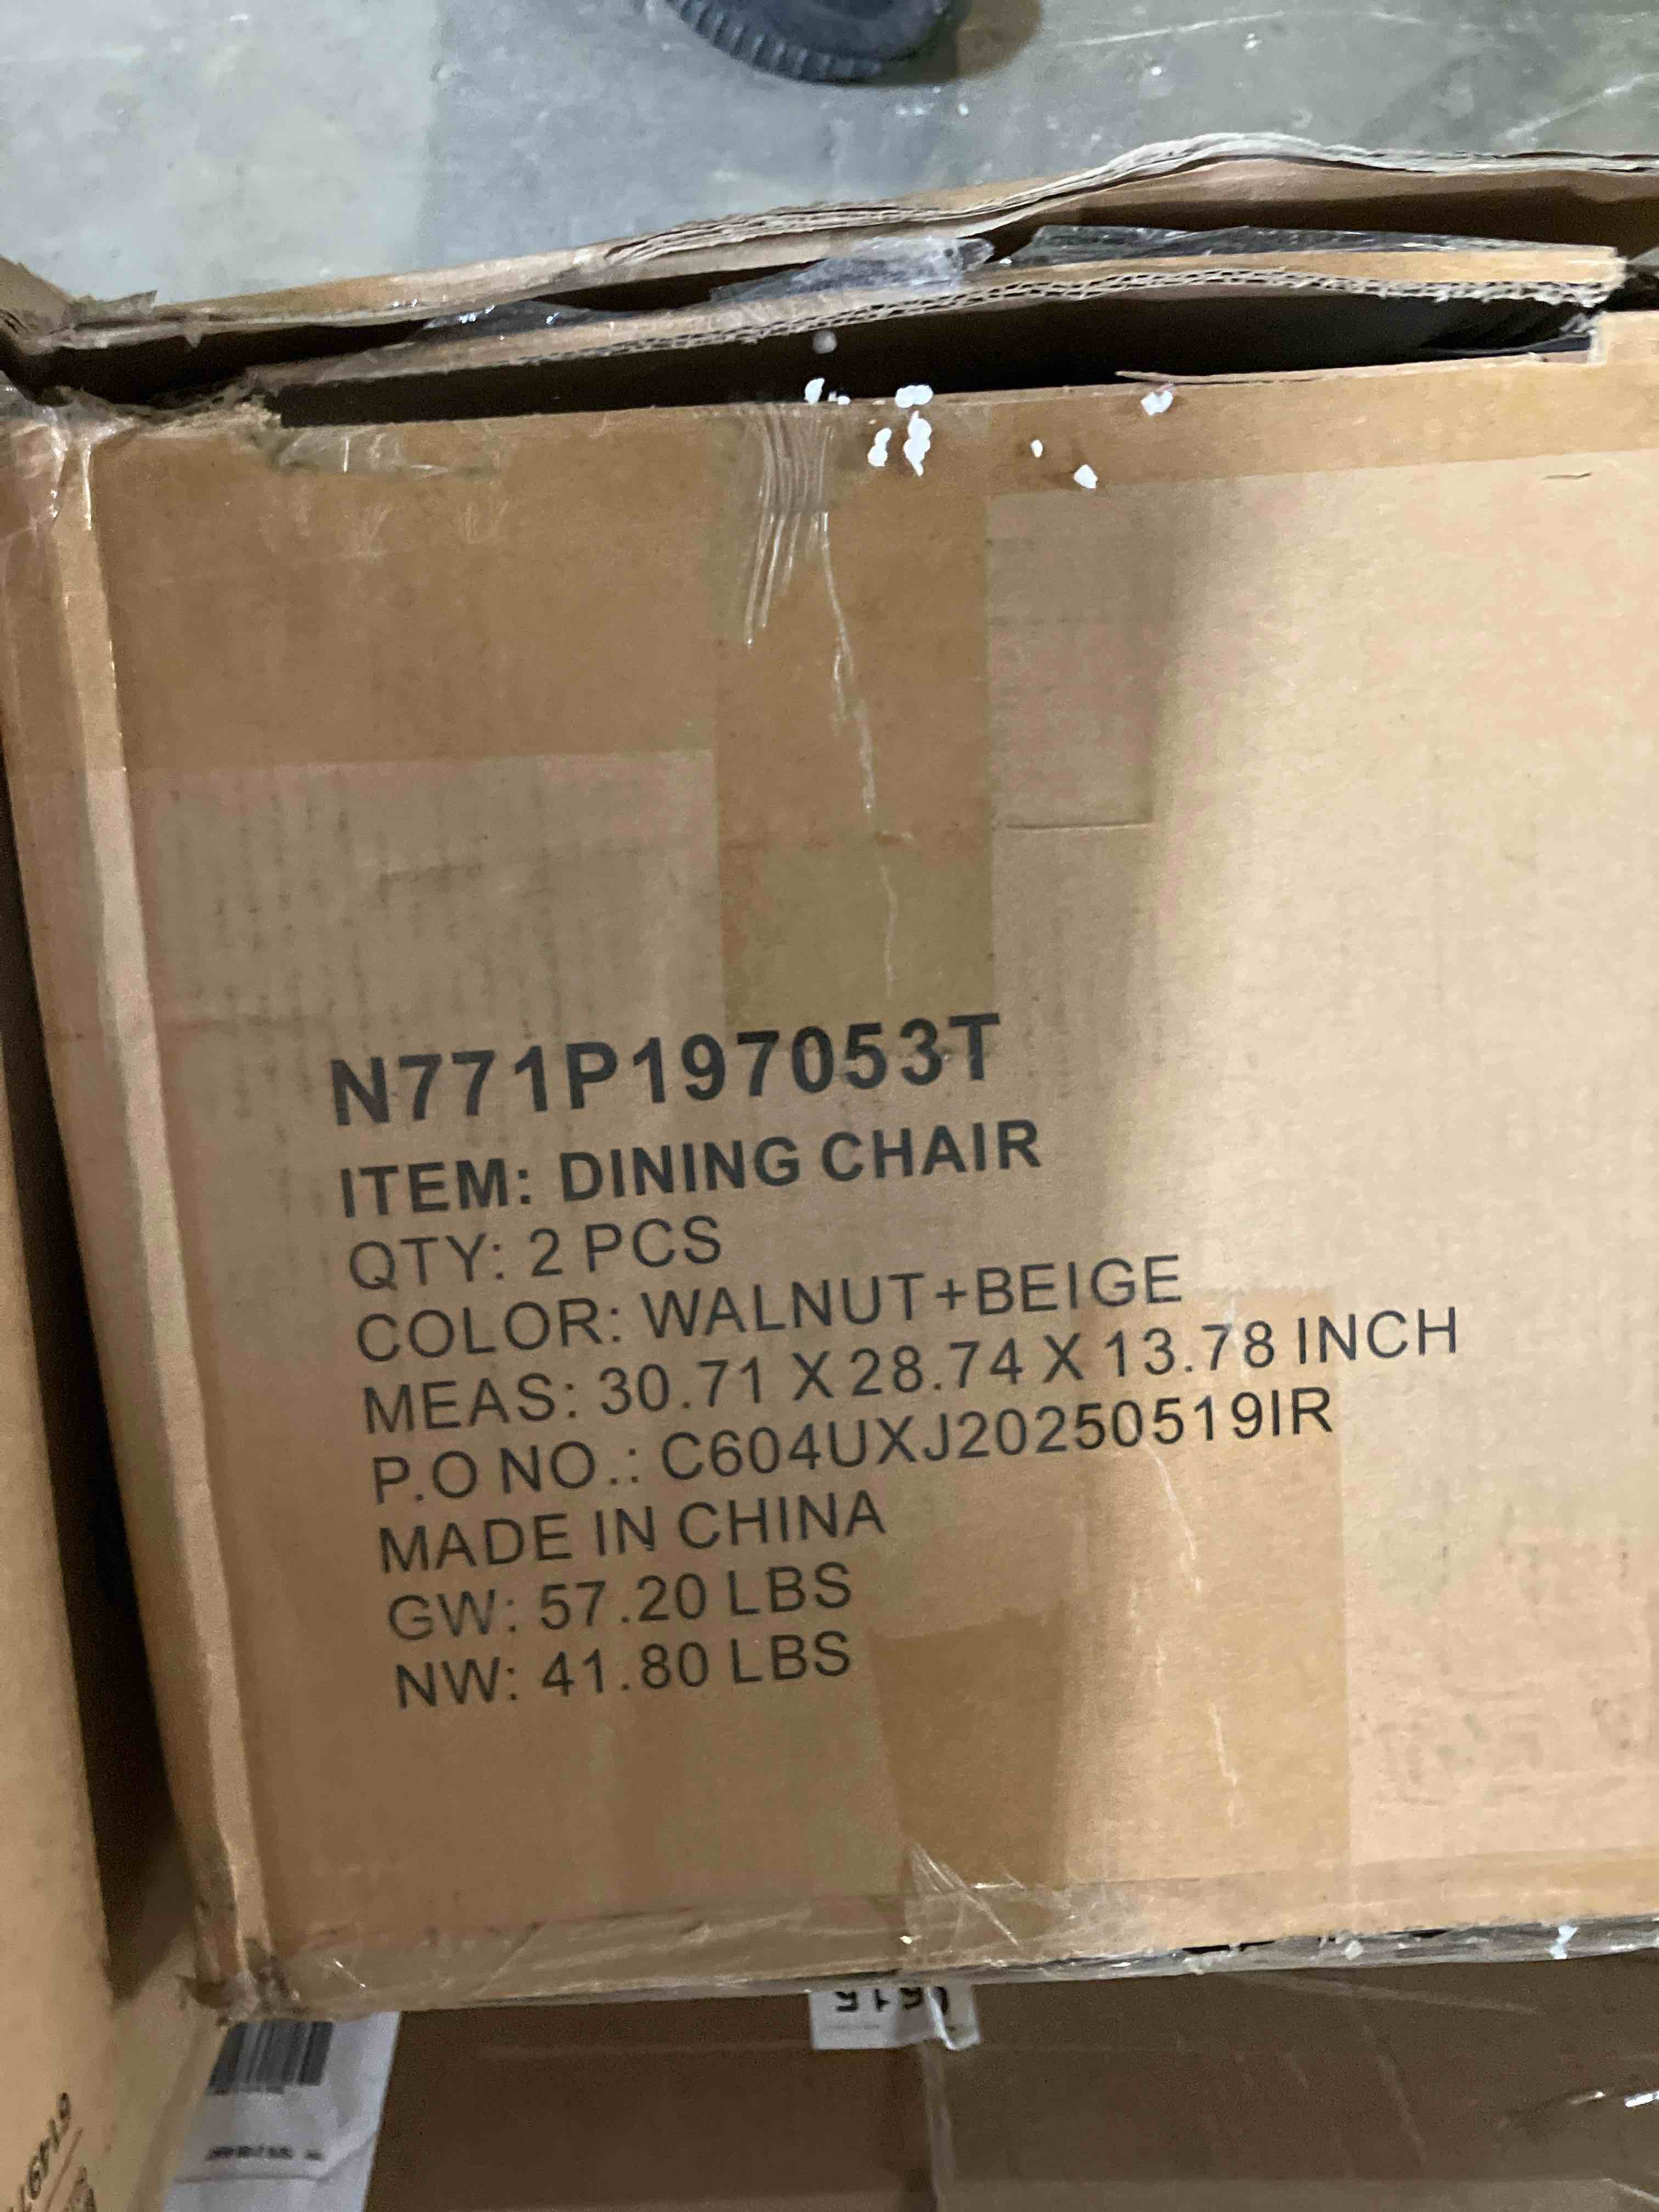 N771P197053T
ITEM: DINING CHAIR
QTY: 2 PCS
COLOR: WALNUT+BEIGE
MEAS: 30.71 X 28.74 X 13.78 INCH
P.O NO.: C604UXJ20250519IR
MADE IN CHINA
GW: 57.20 LBS
NW: 41.80 LBS